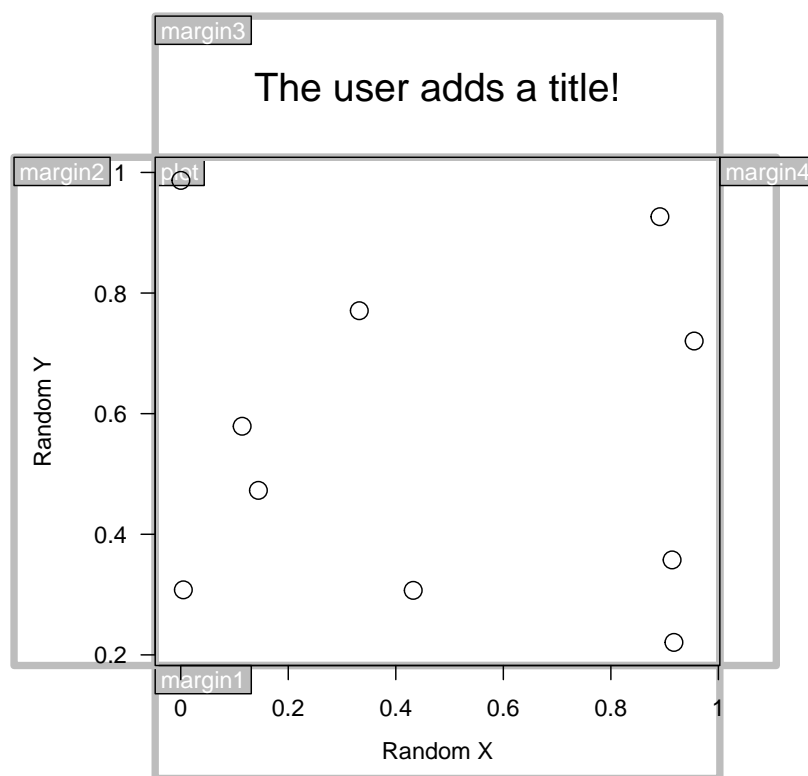 margin3
The user adds a title!
margin2
plot
margin4
1
0.8
0.6
0.4
0.2
Random Y
margin1
0 0.2 0.4 0.6 0.8 1
Random X